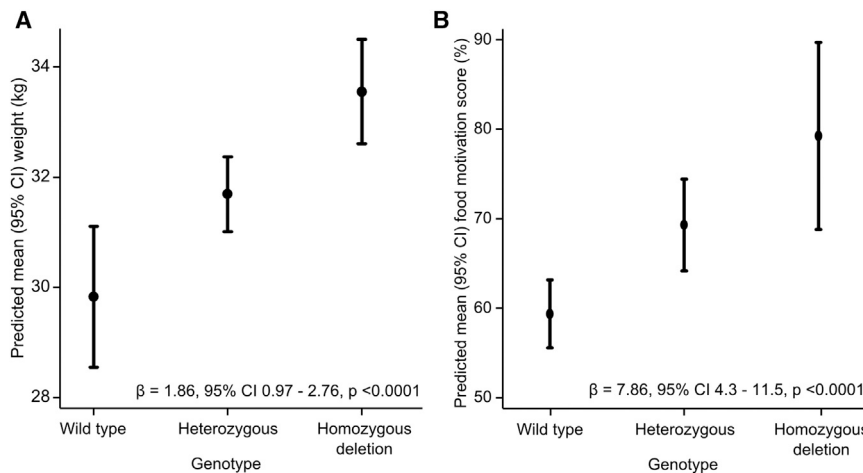 A
Predicted mean (95% CI) weight (kg)
34
32
30
28
β = 1.86, 95% CI 0.97 - 2.76, p <0.0001
Wild type
Heterozygous
Homozygous
deletion
Genotype
B
Predicted mean (95% CI) food motivation score (%)
90
80
70
60
50
β = 7.86, 95% CI 4.3 - 11.5, p <0.0001
Wild type
Heterozygous
Homozygous
deletion
Genotype